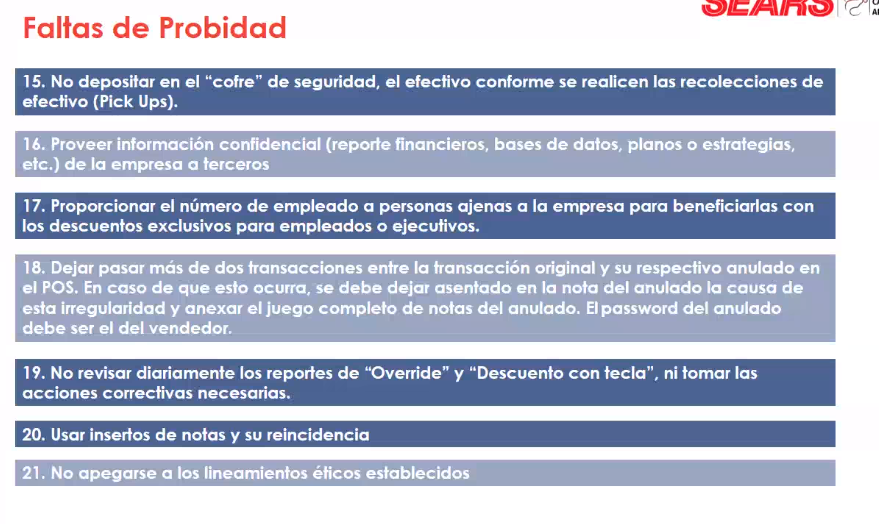 SEARS
Faltas de Probidad
15. No depositar en el “cofre” de seguridad, el efectivo conforme se realicen las recolecciones de
efectivo (Pick Ups).
16. Proveer información confidencial (reporte financieros, bases de datos, planos o estrategias,
etc.) de la empresa a terceros
17. Proporcionar el número de empleado a personas ajenas a la empresa para beneficiarlas con
los descuentos exclusivos para empleados o ejecutivos.
18. Dejar pasar más de dos transacciones entre la transacción original y su respectivo anulado en
el POS. En caso de que esto ocurra, se debe dejar asentado en la nota del anulado la causa de
esta irregularidad y anexar el juego completo de notas del anulado. El password del anulado
debe ser el del vendedor.
19. No revisar diariamente los reportes de “Override” y “Descuento con tecla”, ni tomar las
acciones correctivas necesarias.
20. Usar insertos de notas y su reincidencia
21. No apegarse a los lineamientos éticos establecidos